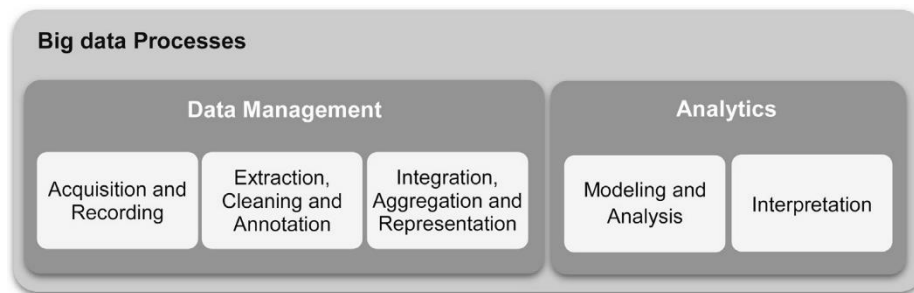 Big data Processes
Data Management
Acquisition and
Recording
Extraction,
Cleaning and
Annotation
Integration,
Aggregation and
Representation
Analytics
Modeling and
Analysis
Interpretation